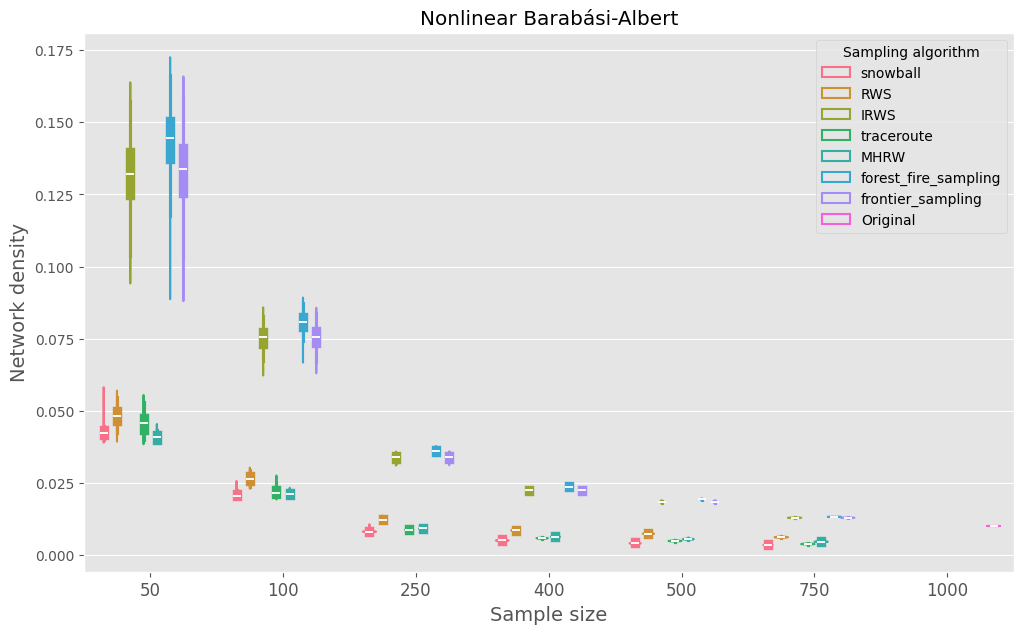 Nonlinear Barabási-Albert
Network density
0.175
0.150
0.125
0.100
0.075
0.050
0.025
0.000
Sampling algorithm
snowball
RWS
IRWS
traceroute
MHRW
forest_fire_sampling
frontier_sampling
Original
50 100 250 400 500 750 1000
Sample size